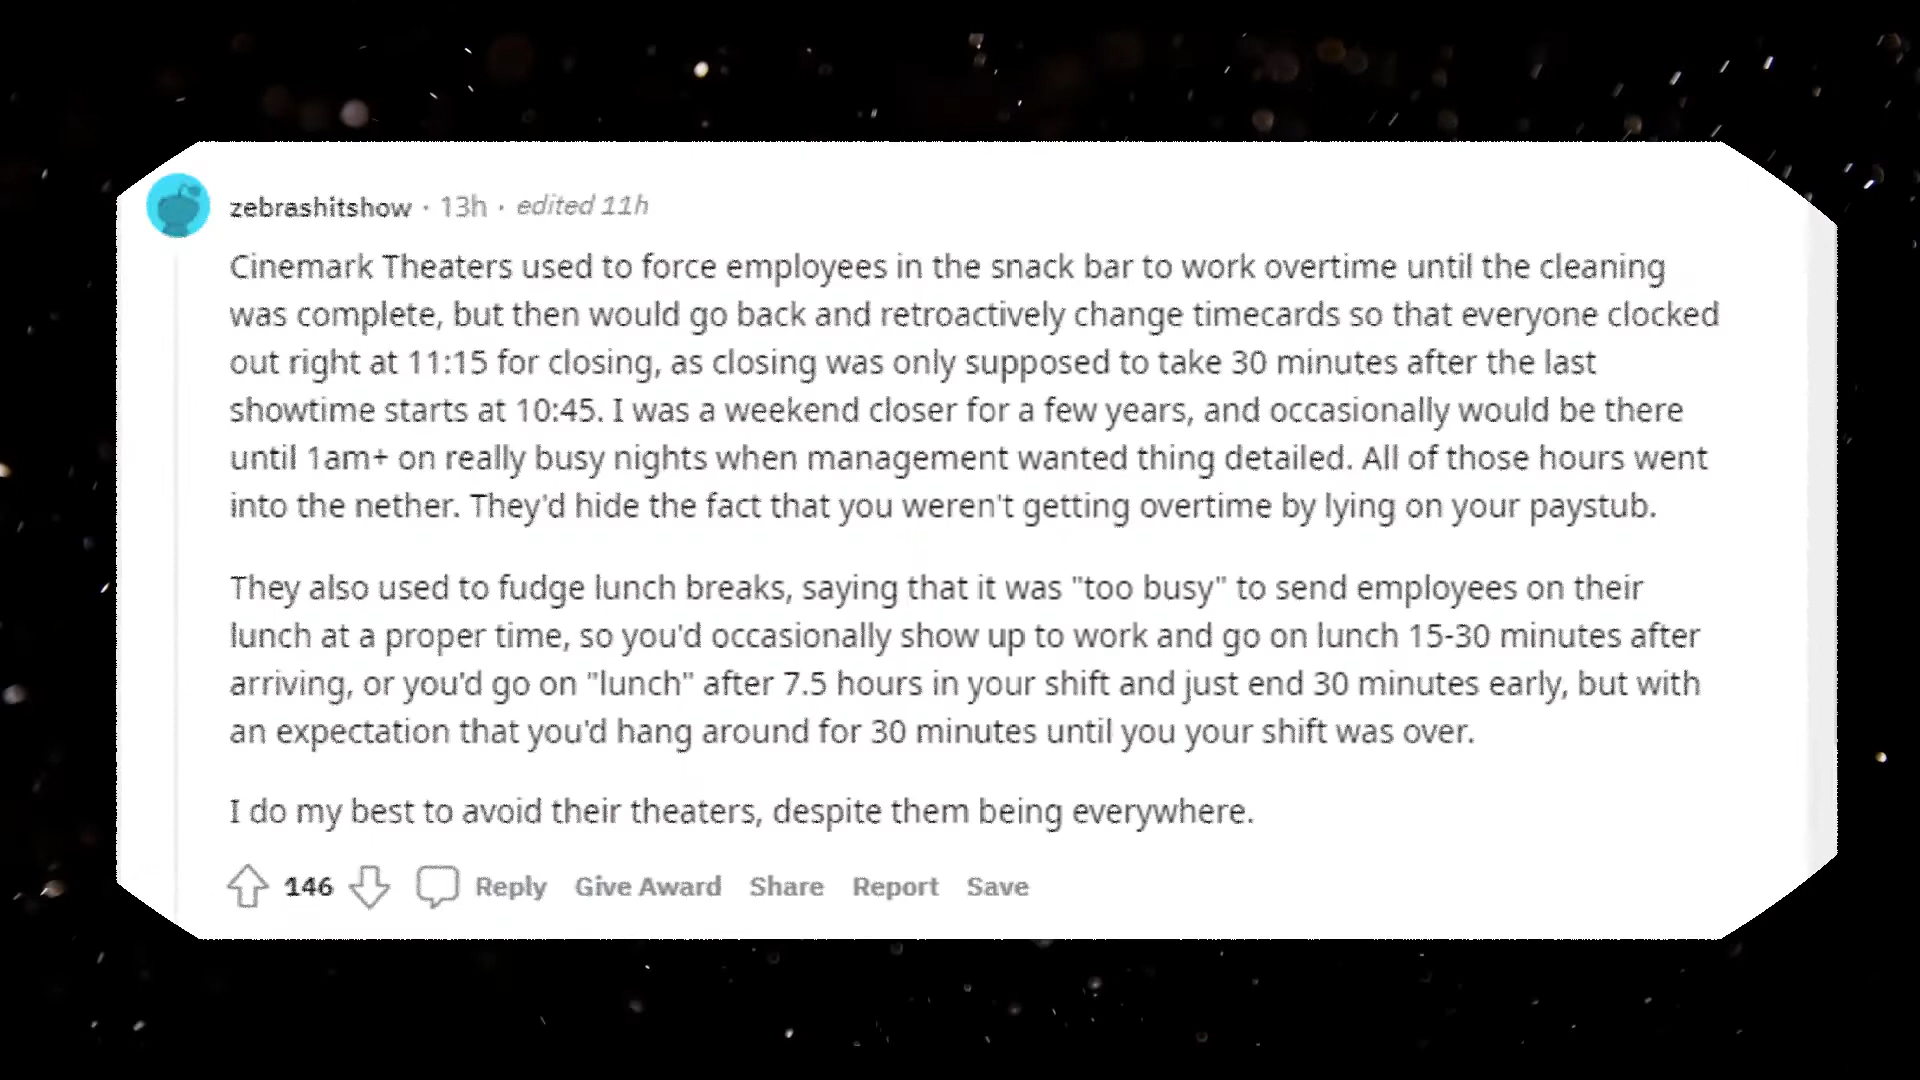 zebrashitshow · 13h · edited 11h
Cinemark Theaters used to force employees in the snack bar to work overtime until the cleaning
was complete, but then would go back and retroactively change timecards so that everyone clocked
out right at 11:15 for closing, as closing was only supposed to take 30 minutes after the last
showtime starts at 10:45. I was a weekend closer for a few years, and occasionally would be there
until 1am+ on really busy nights when management wanted thing detailed. All of those hours went
into the nether. They'd hide the fact that you weren't getting overtime by lying on your paystub.
They also used to fudge lunch breaks, saying that it was "too busy" to send employees on their
lunch at a proper time, so you'd occasionally show up to work and go on lunch 15-30 minutes after
arriving, or you'd go on "lunch" after 7.5 hours in your shift and just end 30 minutes early, but with
an expectation that you'd hang around for 30 minutes until you your shift was over.
I do my best to avoid their theaters, despite them being everywhere.
146 Reply Give Award Share Report Save